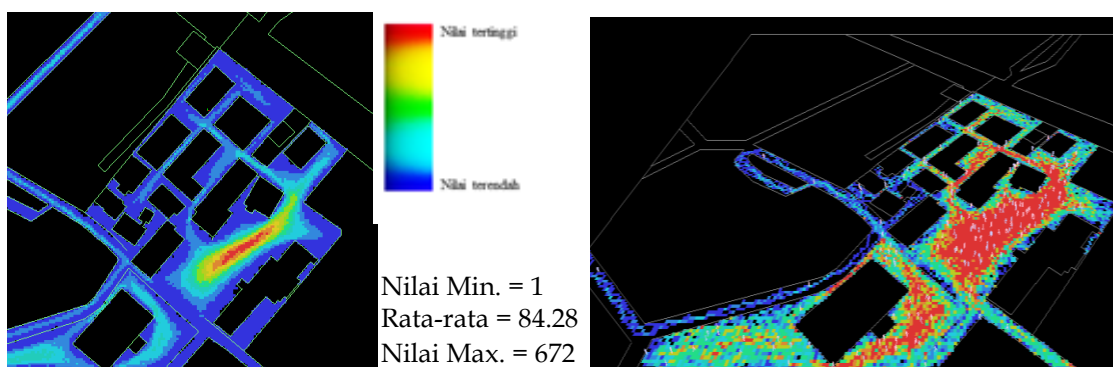 Nilai tertinggi
Nilai terendah
Nilai Min. = 1
Rata-rata = 84.28
Nilai Max. = 672